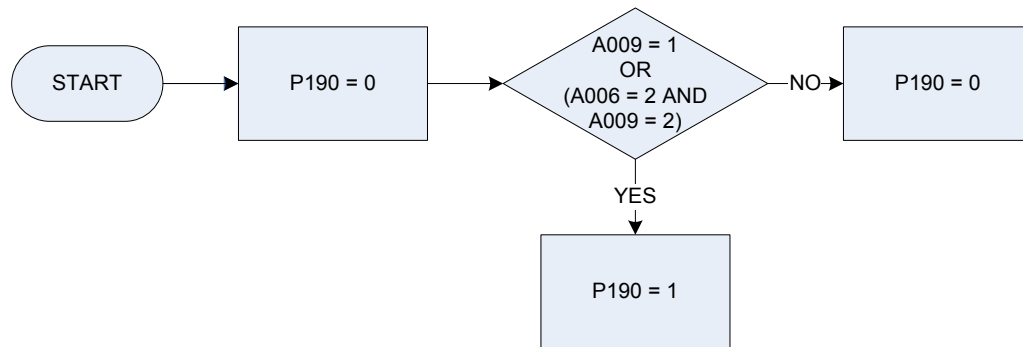 START
P190 = 0
A009 = 1
OR
(A006 = 2 AND
A009 = 2)
NO
P190 = 0
YES
P190 = 1